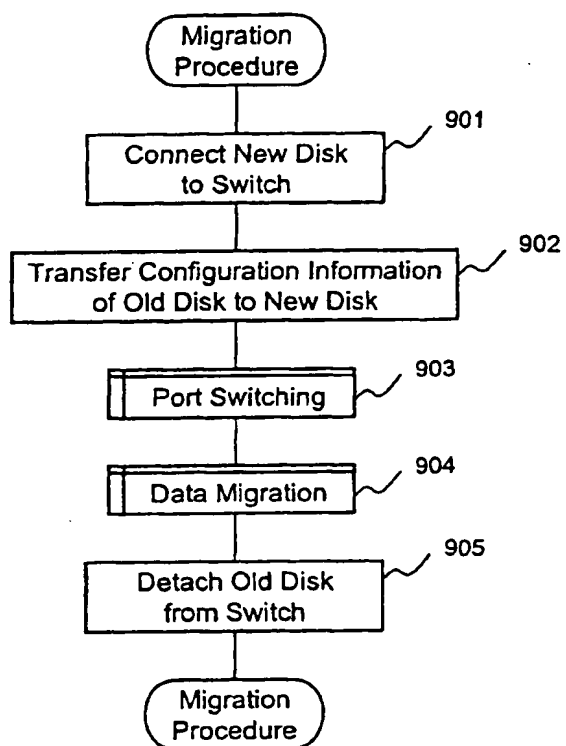 Migration
Procedure
901
Connect New Disk
to Switch
902
Transfer Configuration Information
of Old Disk to New Disk
903
Port Switching
904
Data Migration
905
Detach Old Disk
from Switch
Migration
Procedure